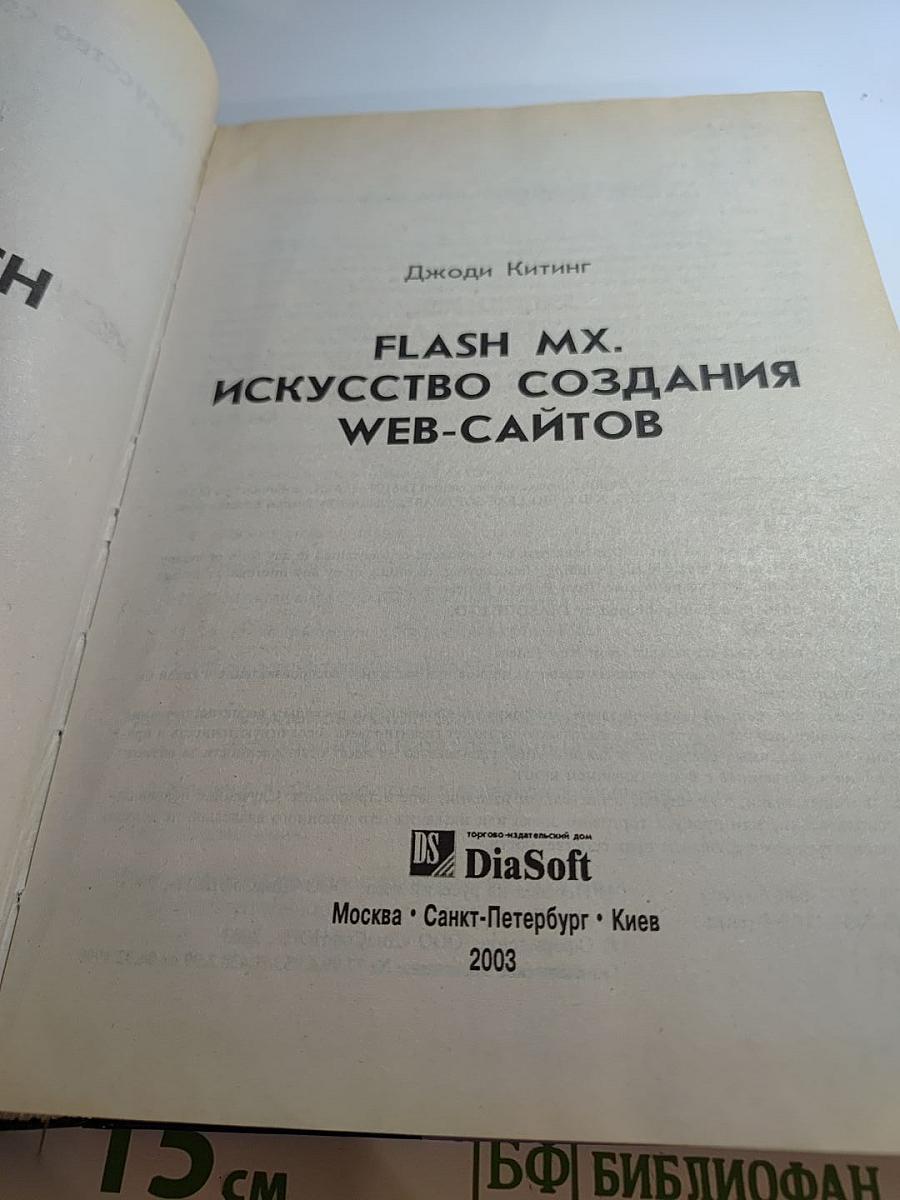 Джоди Китинг
FLASH MX.
ИСКУССТВО СОЗДАНИЯ
WEB-САЙТОВ
DS
торгово-издательский дом
DiaSoft
Москва • Санкт-Петербург • Киев
2003
15 см
БФ БИБЛИОФАН